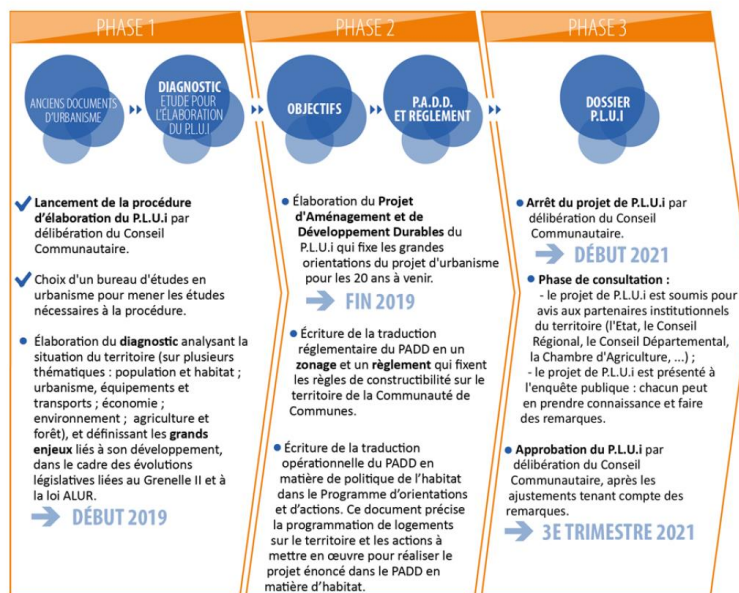 PHASE 1
ANCIENS DOCUMENTS
D'URBANISME
DIAGNOSTIC
ETUDE POUR
L'ÉLABORATION
DU P.L.U.I
Lancement de la procédure
d'élaboration du P.L.U.i par
délibération du Conseil
Communautaire.
Choix d'un bureau d'études en
urbanisme pour mener les études
nécessaires à la procédure.
Élaboration du diagnostic analysant la
situation du territoire (sur plusieurs
thématiques : population et habitat ;
urbanisme, équipements et
transports ; économie ;
environnement ; agriculture et
forêt), et définissant les grands
enjeux liés à son développement,
dans le cadre des évolutions
législatives liées au Grenelle II et à
la loi ALUR.
DÉBUT 2019
PHASE 2
OBJECTIFS
P.A.D.D.
ET REGLEMENT
Élaboration du Projet
d'Aménagement et de
Développement Durables du
P.L.U.i qui fixe les grandes
orientations du projet d'urbanisme
pour les 20 ans à venir.
FIN 2019
Écriture de la traduction
réglementaire du PADD en un
zonage et un règlement qui fixent
les règles de constructibilité sur le
territoire de la Communauté de
Communes.
Écriture de la traduction
opérationnelle du PADD en
matière de politique de l'habitat
dans le Programme d'orientations
et d'actions. Ce document précise
la programmation de logements
sur le territoire et les actions à
mettre en œuvre pour réaliser le
projet énoncé dans le PADD en
matière d'habitat.
PHASE 3
DOSSIER
P.L.U.I
Arrêt du projet de P.L.U.i par
délibération du Conseil
Communautaire.
DÉBUT 2021
Phase de consultation :
- le projet de P.L.U.i est soumis pour
avis aux partenaires institutionnels
du territoire (l'Etat, le Conseil
Régional, le Conseil Départemental,
la Chambre d'Agriculture, ...) ;
- le projet de P.L.U.i est présenté à
l'enquête publique : chacun peut
en prendre connaissance et faire
des remarques.
Approbation du P.L.U.i par
délibération du Conseil
Communautaire, après les
ajustements tenant compte des
remarques.
3E TRIMESTRE 2021